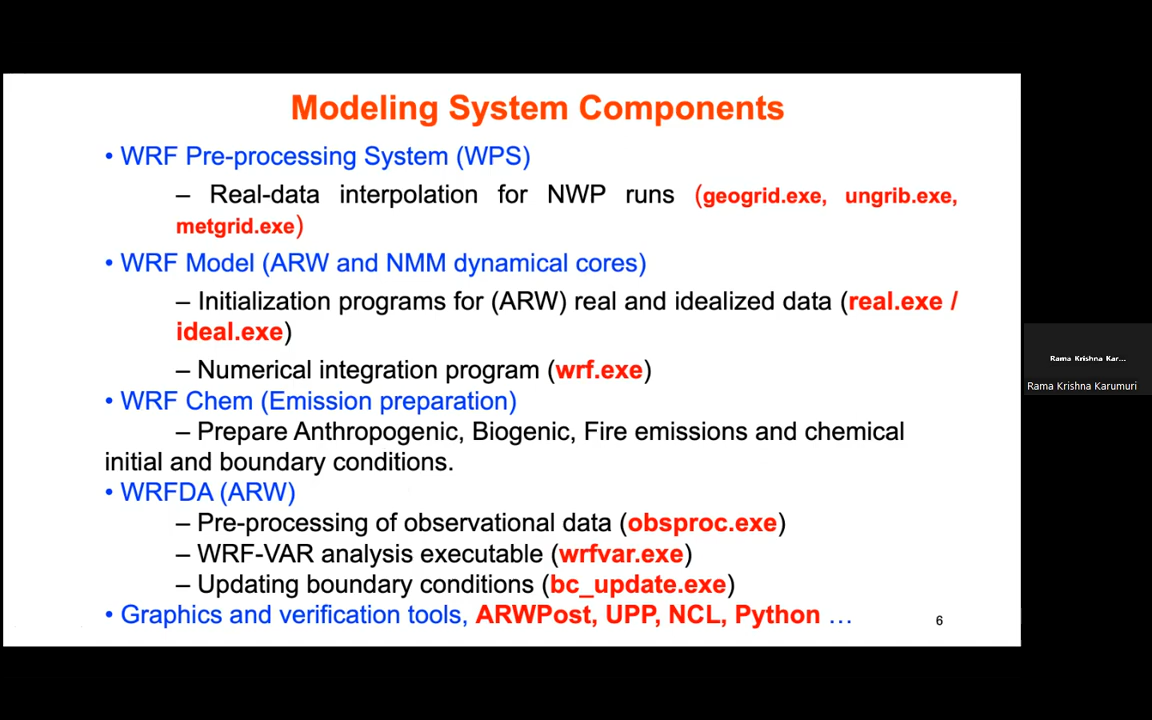 Modeling System Components
• WRF Pre-processing System (WPS)
– Real-data interpolation for NWP runs (geogrid.exe, ungrib.exe,
metgrid.exe)
• WRF Model (ARW and NMM dynamical cores)
– Initialization programs for (ARW) real and idealized data (real.exe /
ideal.exe)
– Numerical integration program (wrf.exe)
• WRF Chem (Emission preparation)
– Prepare Anthropogenic, Biogenic, Fire emissions and chemical
initial and boundary conditions.
• WRFDA (ARW)
– Pre-processing of observational data (obsproc.exe)
– WRF-VAR analysis executable (wrfvar.exe)
– Updating boundary conditions (bc_update.exe)
• Graphics and verification tools, ARWPost, UPP, NCL, Python …
6
Rama Krishna Kar...
Rama Krishna Karumuri